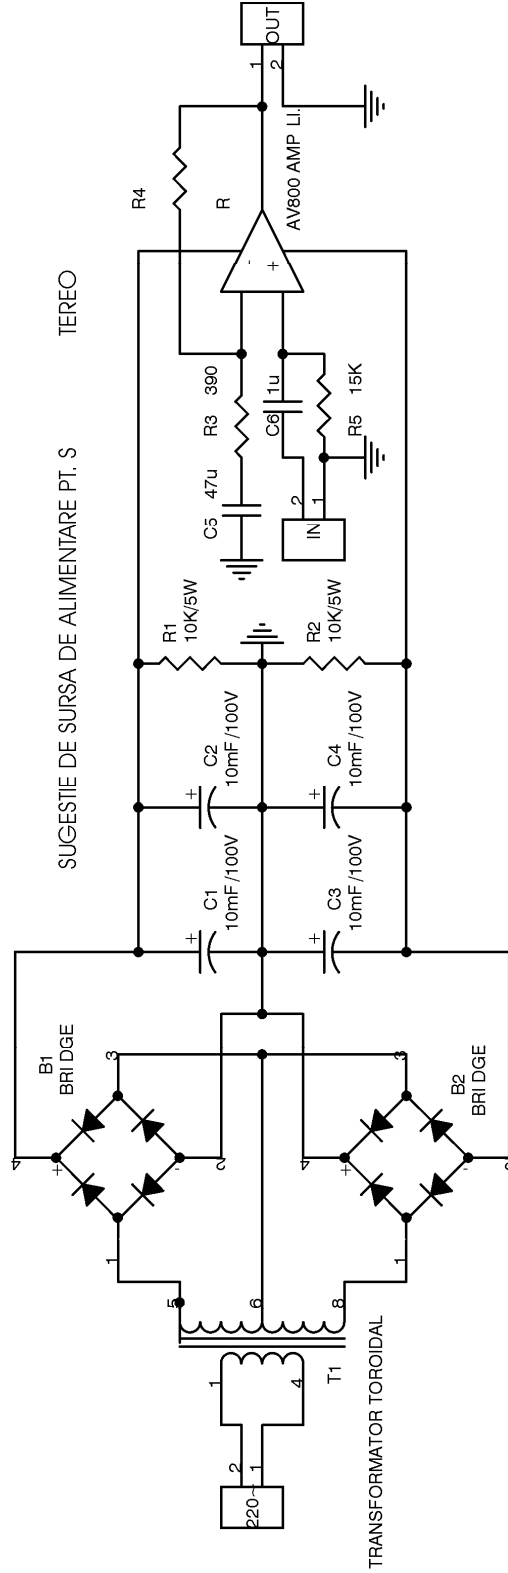 SUGESTIE DE SURSA DE ALIMENTARE PT. S TEREO
220~
2
1
1
4
T1
TRANSFORMATOR TOROIDAL
5
6
8
B1
BRI DGE
1
4
+
3
-
2
B2
BRI DGE
1
4
+
3
-
+
C1
10mF/100V
+
C2
10mF/100V
+
C3
10mF/100V
+
C4
10mF/100V
R1
10K/5W
R2
10K/5W
C5
47u
R3
390
C6
1u
R5
15K
IN
2
1
R4
R
-
+
AV800 AMP LI.
OUT
1
2